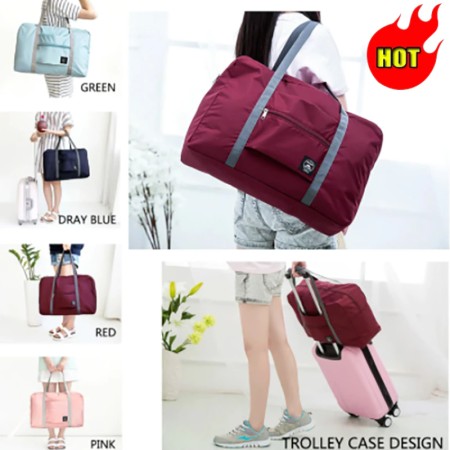 HOT
GREEN
DRAY BLUE
RED
PINK
TROLLEY CASE DESIGN